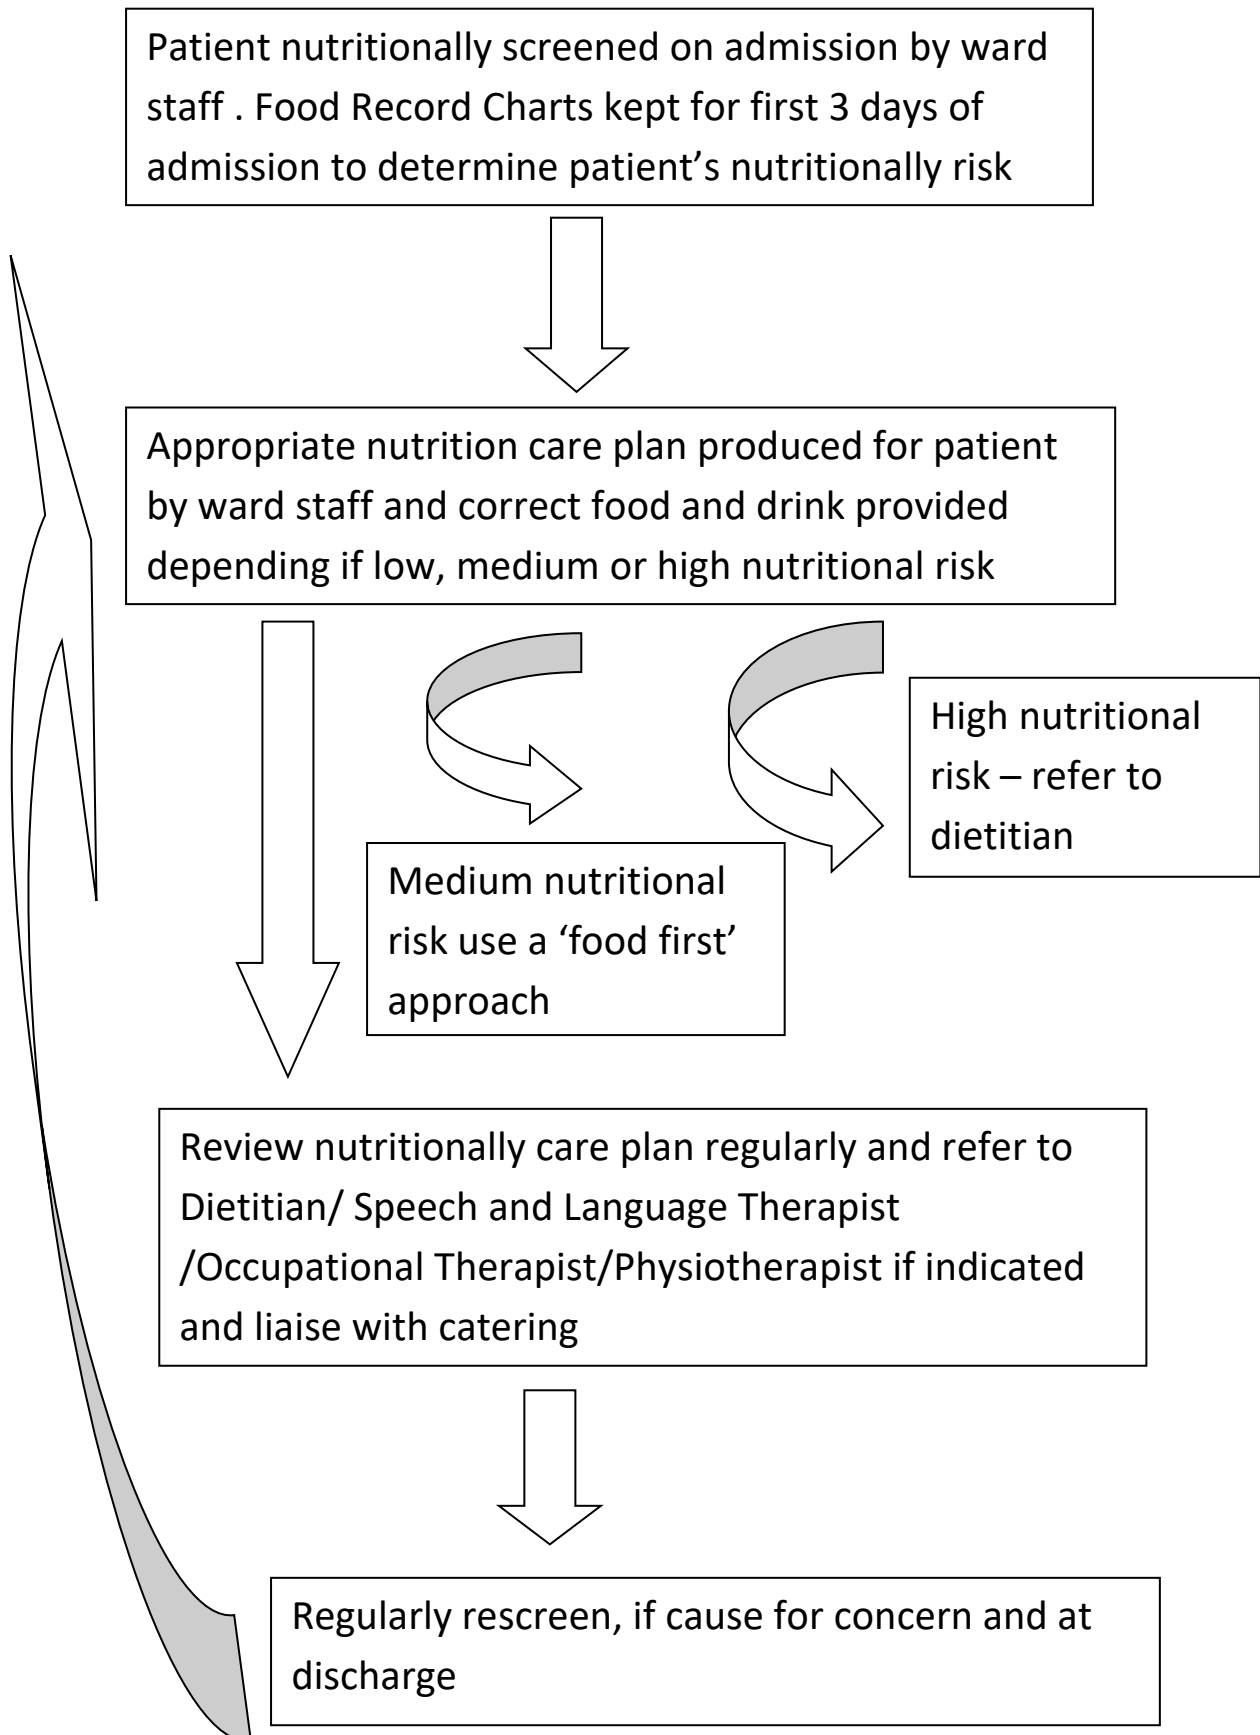 Patient nutritionally screened on admission by ward
staff . Food Record Charts kept for first 3 days of
admission to determine patient’s nutritionally risk
Appropriate nutrition care plan produced for patient
by ward staff and correct food and drink provided
depending if low, medium or high nutritional risk
High nutritional
risk – refer to
dietitian
Medium nutritional
risk use a ‘food first’
approach
Review nutritionally care plan regularly and refer to
Dietitian/ Speech and Language Therapist
/Occupational Therapist/Physiotherapist if indicated
and liaise with catering
Regularly rescreen, if cause for concern and at
discharge